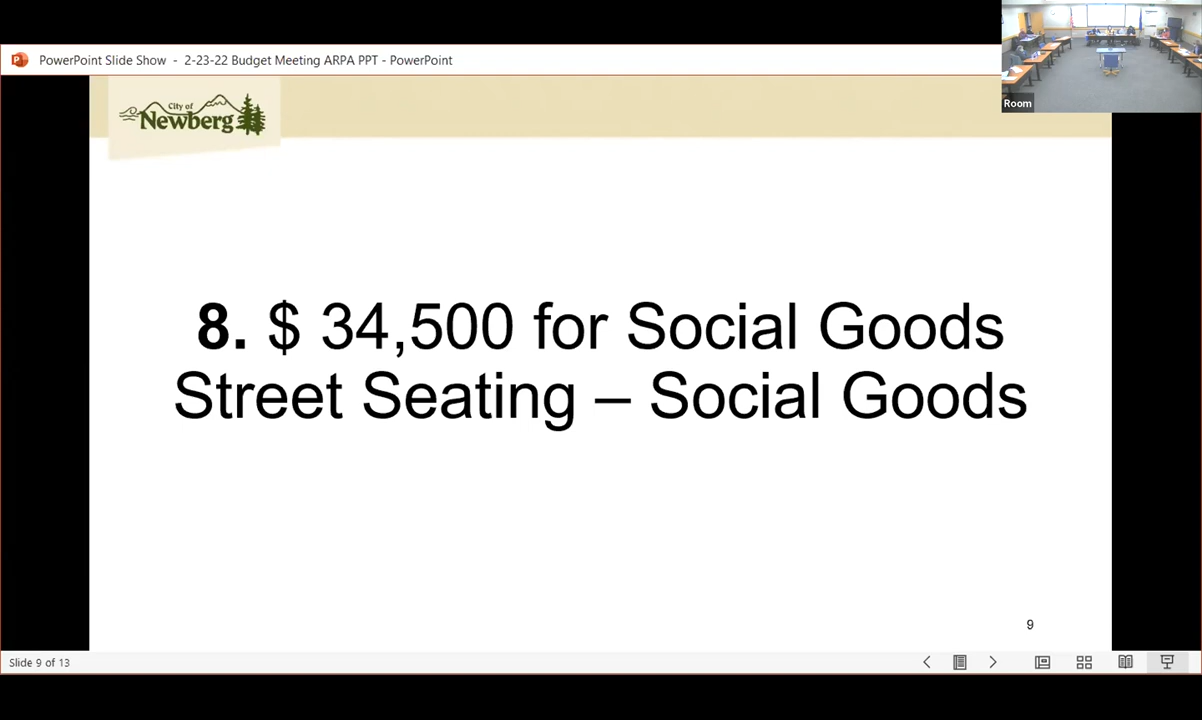 PowerPoint Slide Show - 2-23-22 Budget Meeting ARPA PPT - PowerPoint
Room
City of
Newberg
8. $ 34,500 for Social Goods
Street Seating – Social Goods
9
Slide 9 of 13